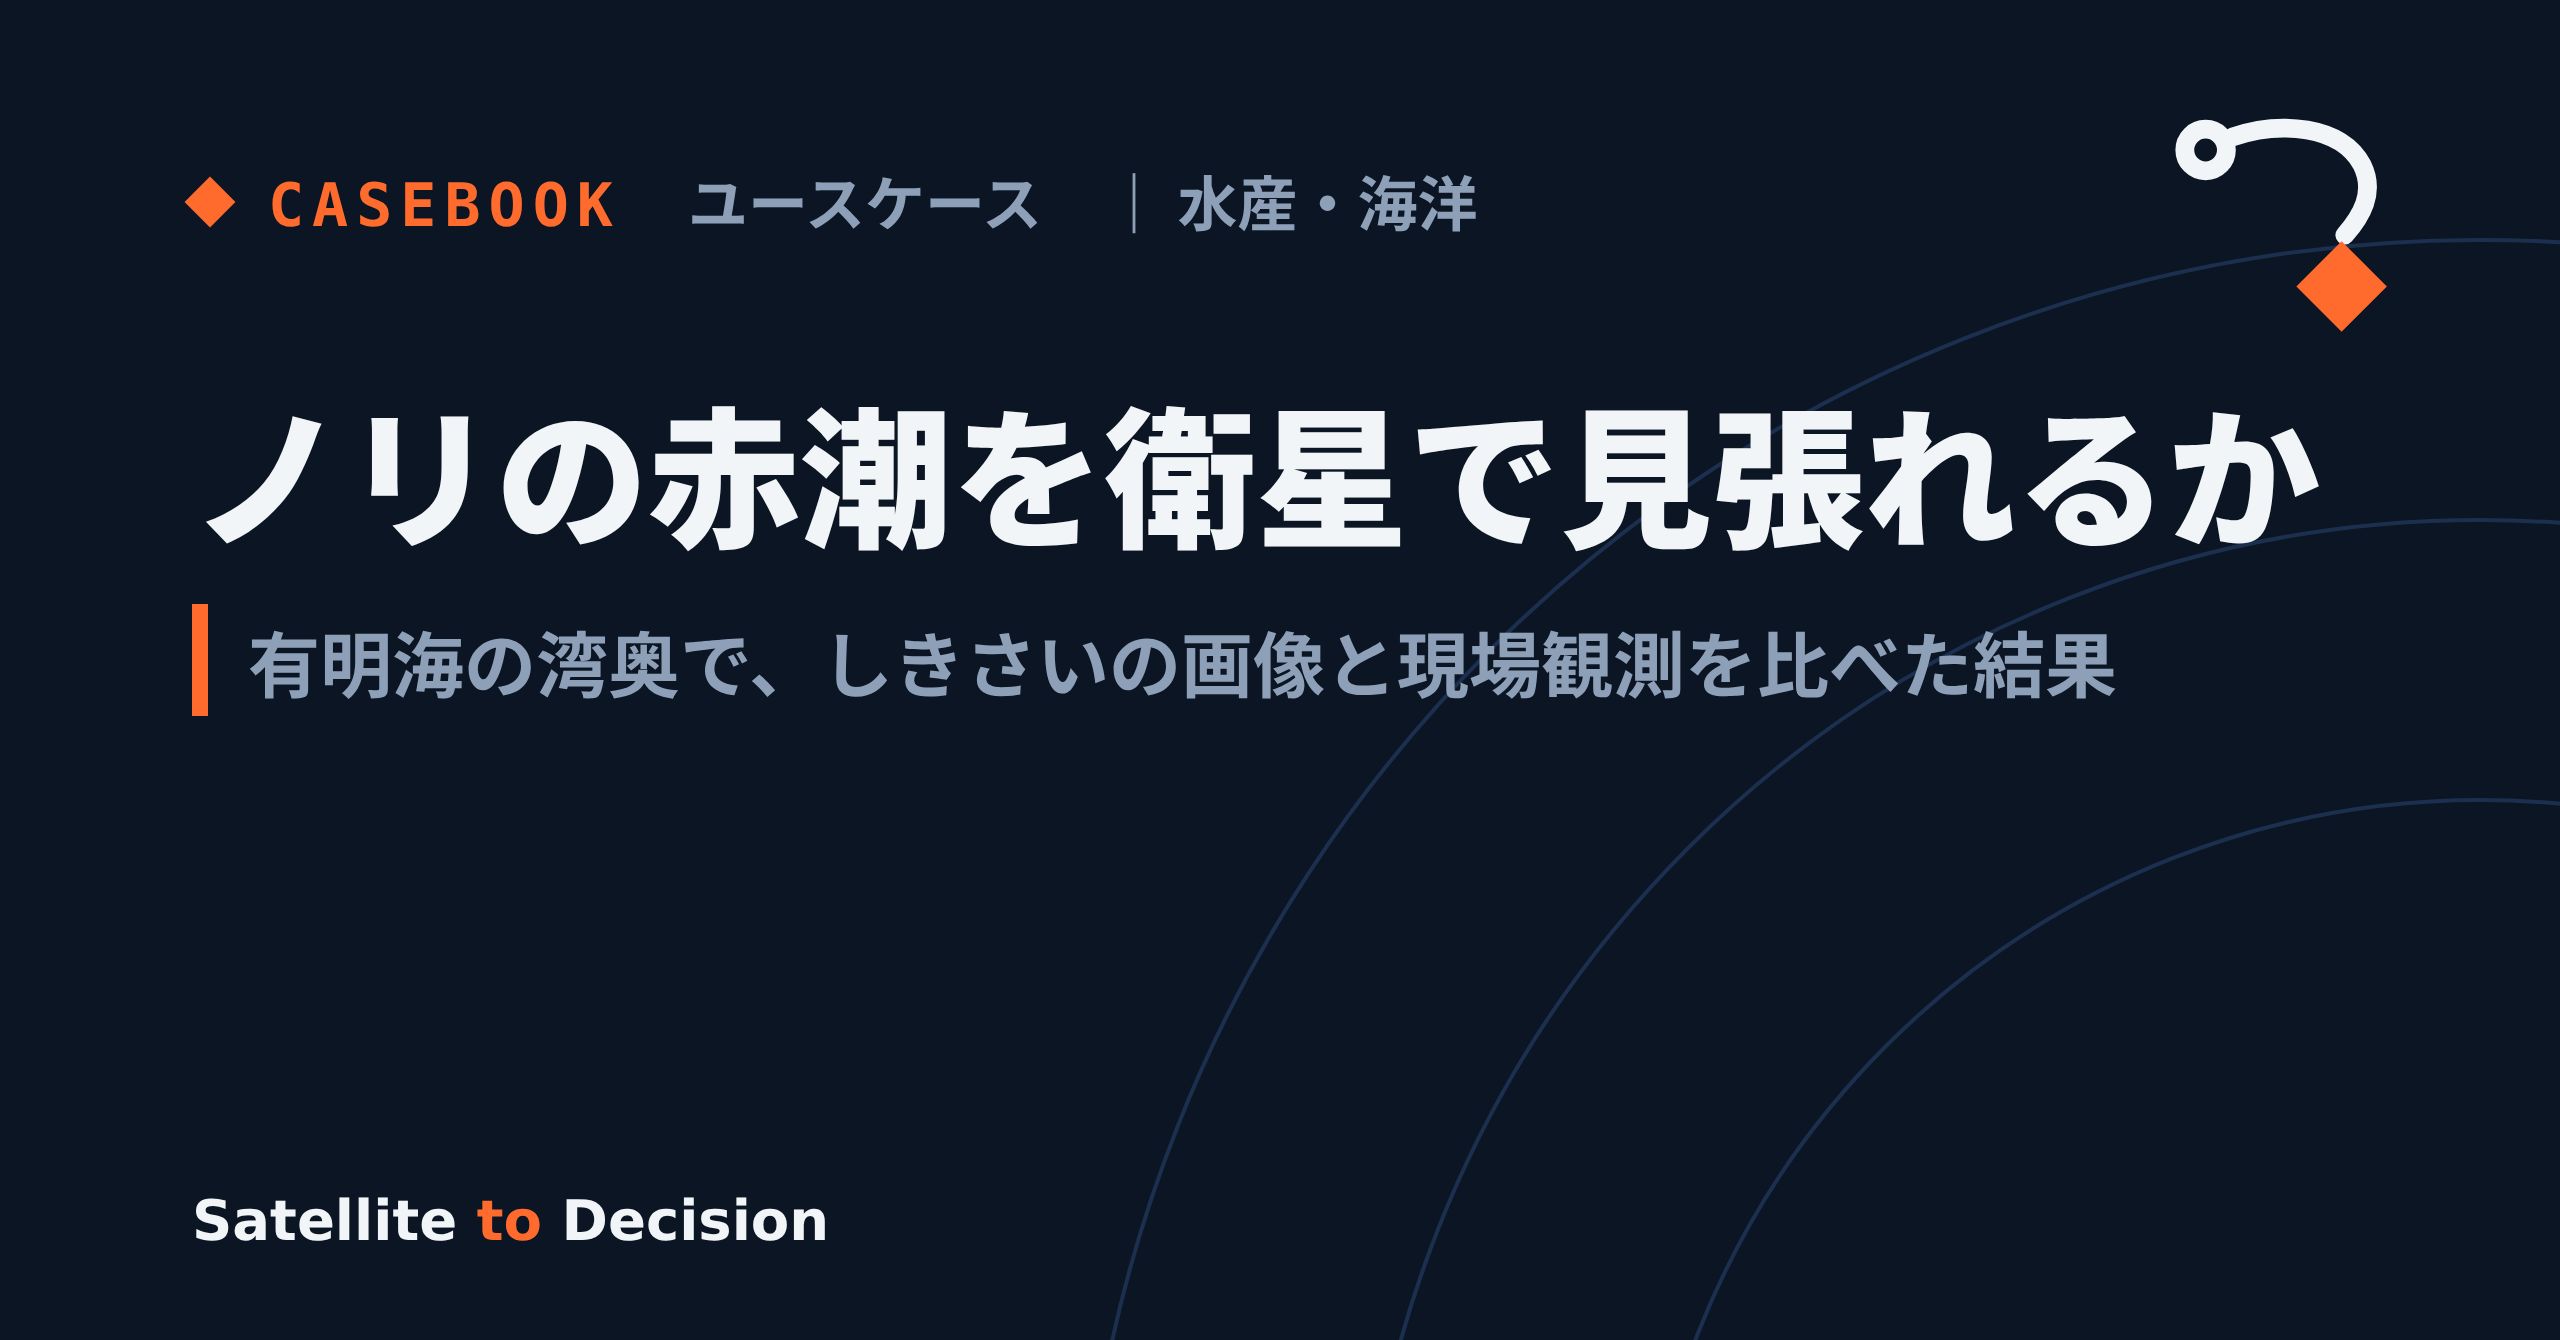 CASEBOOK ユースケース ｜ 水産・海洋
ノリの赤潮を衛星で見張れるか
有明海の湾奥で、しきさいの画像と現場観測を比べた結果
Satellite to Decision